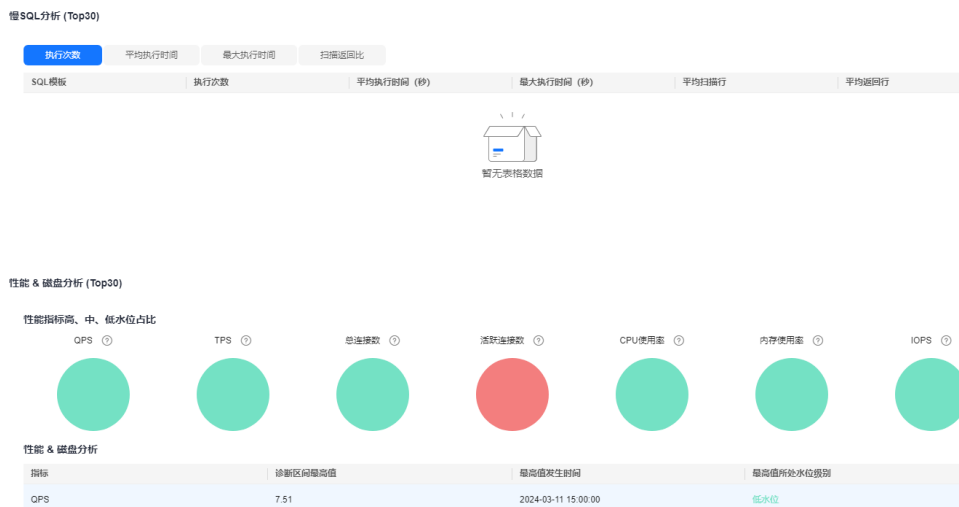 慢SQL分析 (Top30)
执行次数 平均执行时间 最大执行时间 扫描返回比
SQL模板 执行次数 平均执行时间 (秒) 最大执行时间 (秒) 平均扫描行 平均返回行
暂无表格数据
性能 & 磁盘分析 (Top30)
性能指标高、中、低水位占比
QPS ? TPS ? 总连接数 ? 活跃连接数 ? CPU使用率 ? 内存使用率 ? IOPS ?
性能 & 磁盘分析
指标 诊断区间最高值 最高值发生时间 最高值所处水位级别
QPS 7.51 2024-03-11 15:00:00 低水位